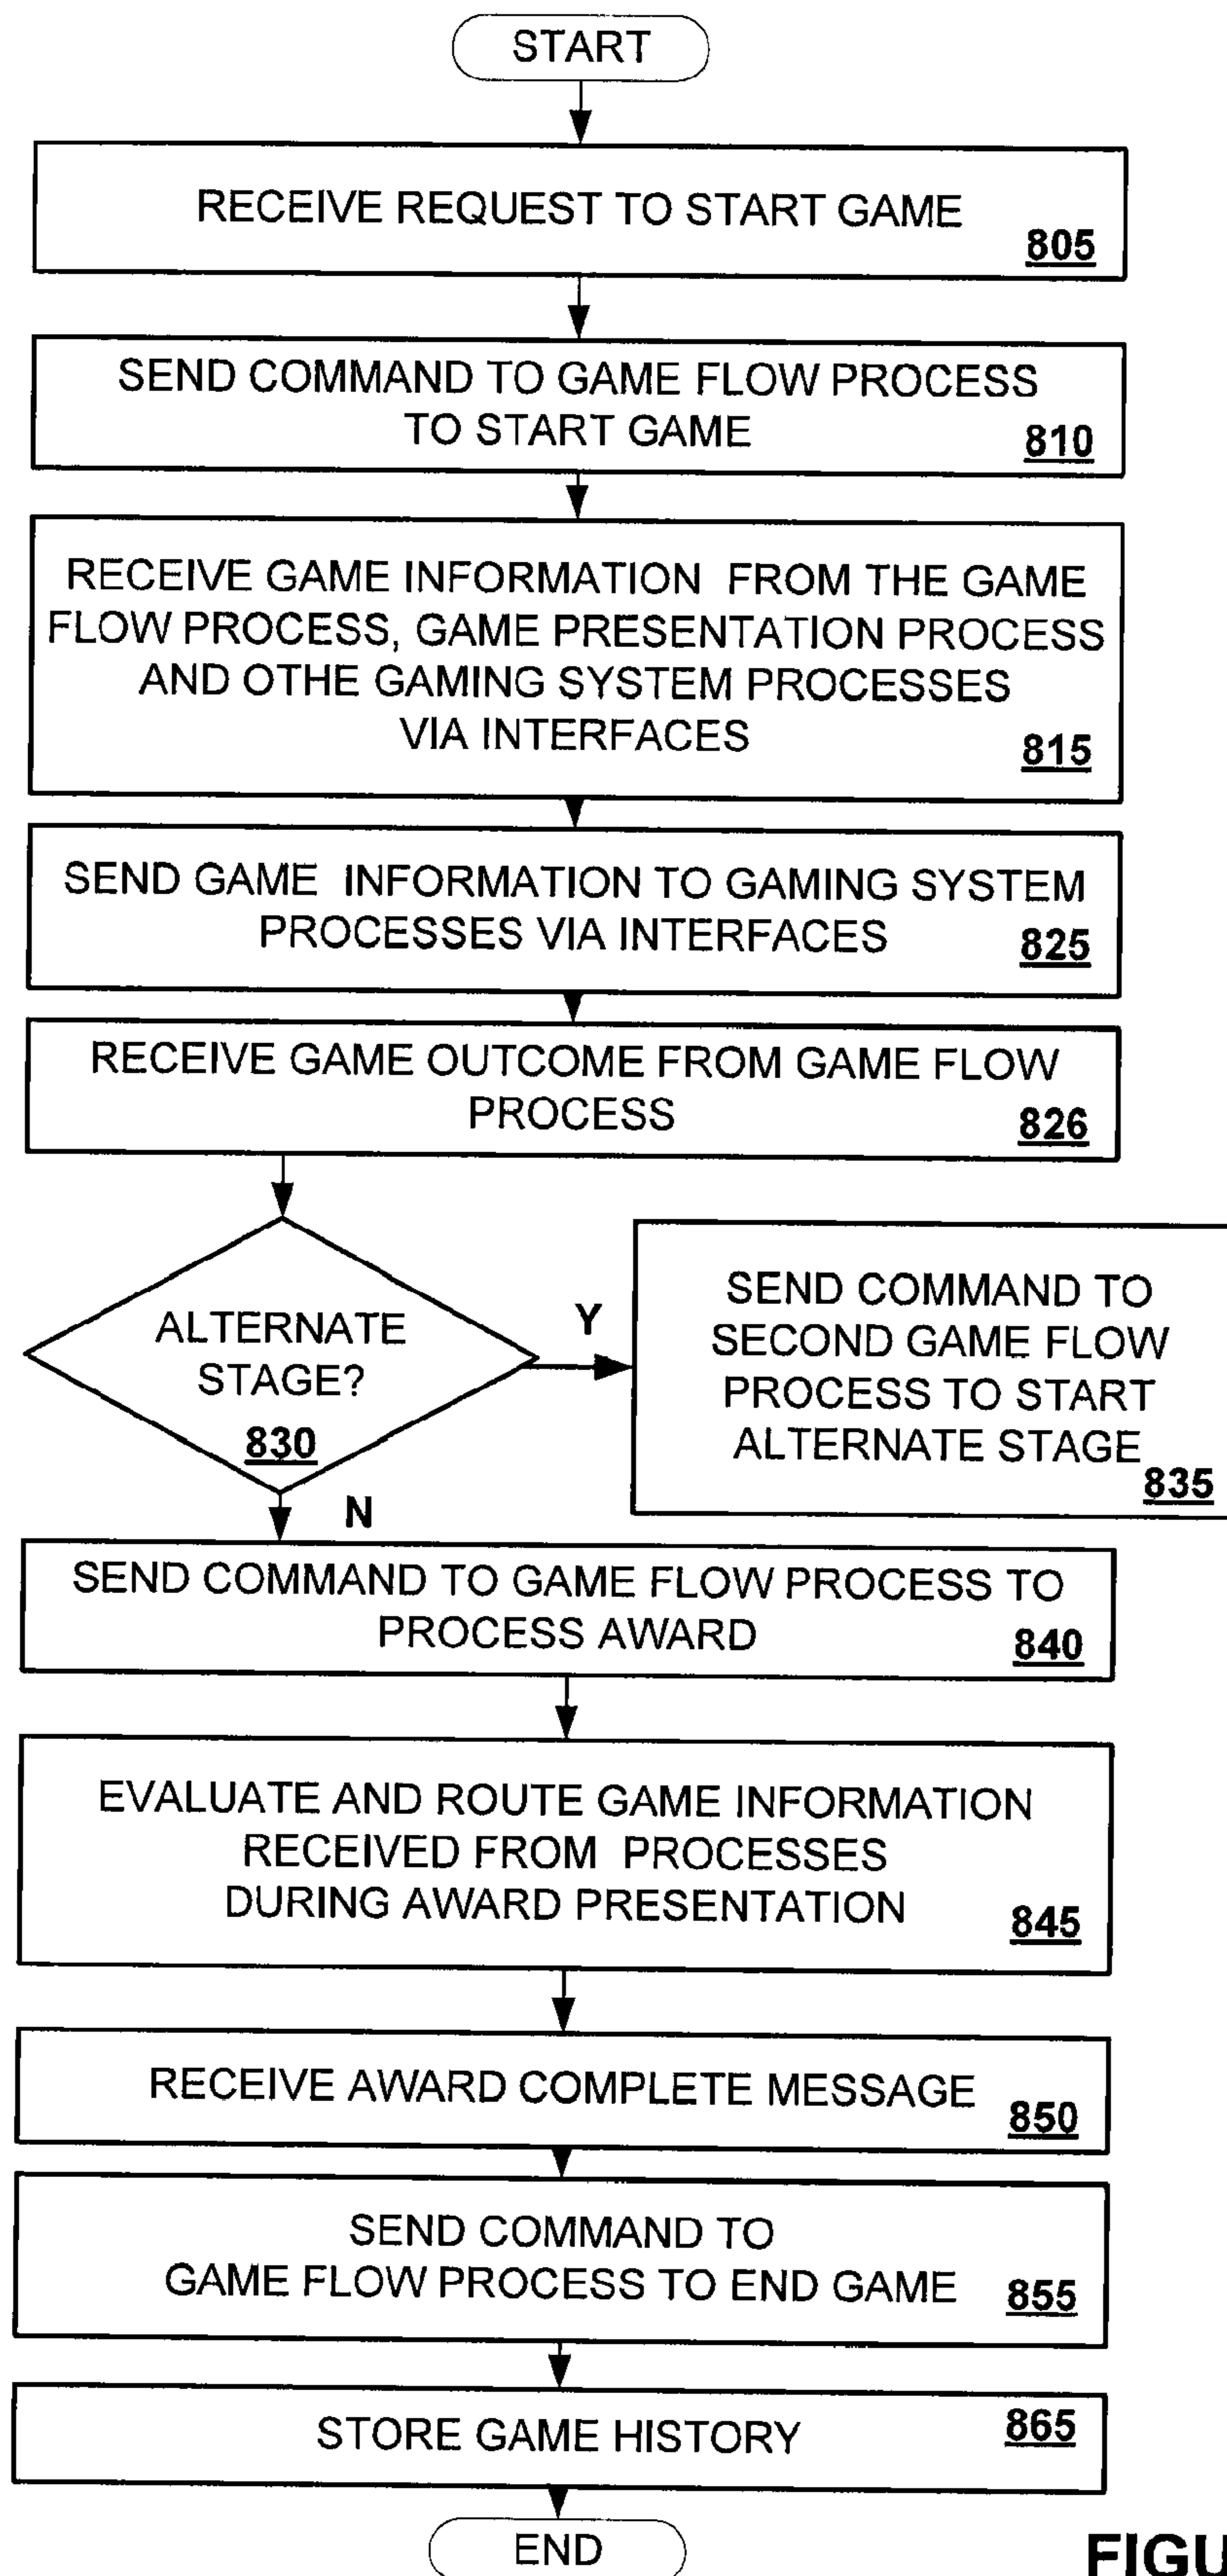 START
RECEIVE REQUEST TO START GAME
805
SEND COMMAND TO GAME FLOW PROCESS
TO START GAME
810
RECEIVE GAME INFORMATION FROM THE GAME
FLOW PROCESS, GAME PRESENTATION PROCESS
AND OTHE GAMING SYSTEM PROCESSES
VIA INTERFACES
815
SEND GAME INFORMATION TO GAMING SYSTEM
PROCESSES VIA INTERFACES
825
RECEIVE GAME OUTCOME FROM GAME FLOW
PROCESS
826
ALTERNATE
STAGE?
830
Y
SEND COMMAND TO
SECOND GAME FLOW
PROCESS TO START
ALTERNATE STAGE
835
N
SEND COMMAND TO GAME FLOW PROCESS TO
PROCESS AWARD
840
EVALUATE AND ROUTE GAME INFORMATION
RECEIVED FROM PROCESSES
DURING AWARD PRESENTATION
845
RECEIVE AWARD COMPLETE MESSAGE
850
SEND COMMAND TO
GAME FLOW PROCESS TO END GAME
855
STORE GAME HISTORY
865
END